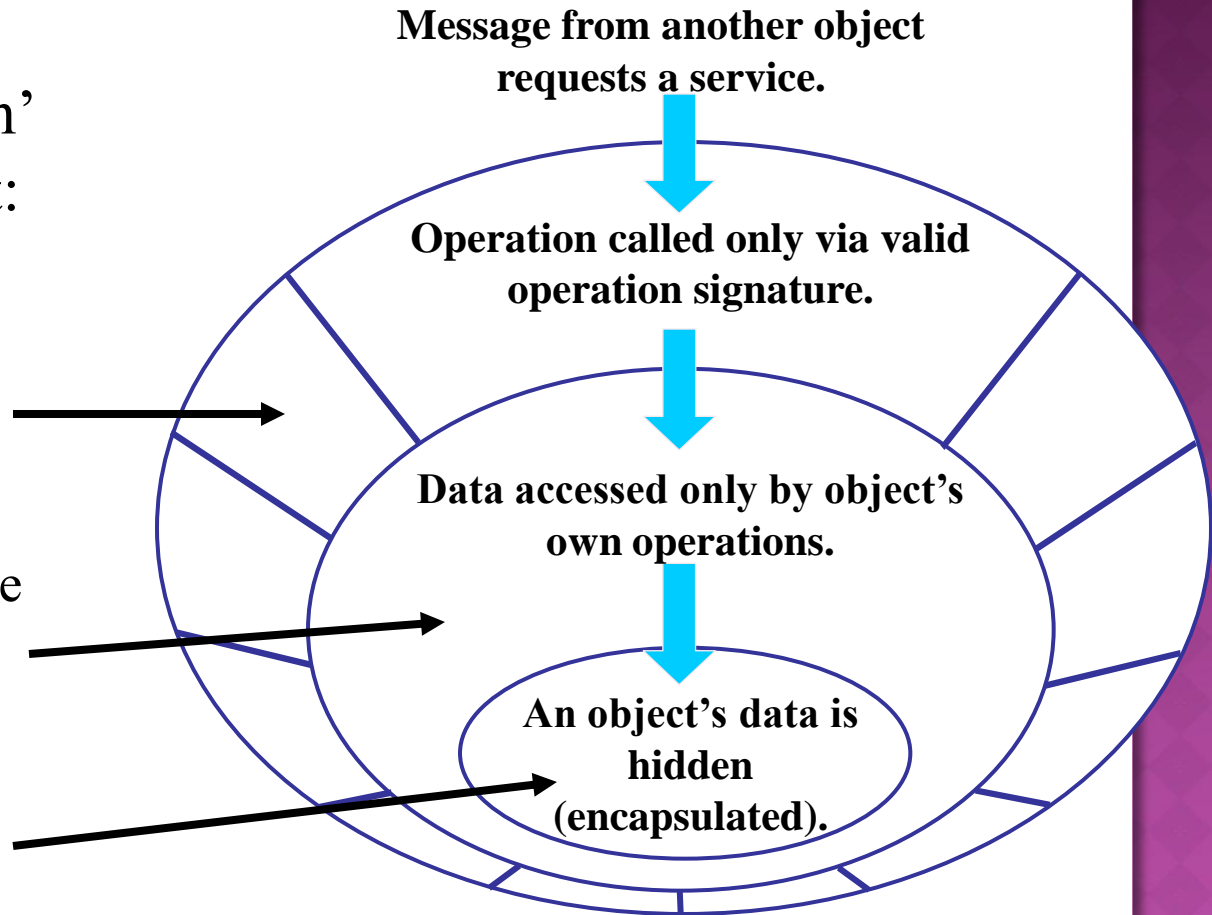 Message from another object
requests a service.
n’
t:
Operation called only via valid
operation signature.
Data accessed only by object’s
own operations.
e
An object’s data is
hidden
(encapsulated).